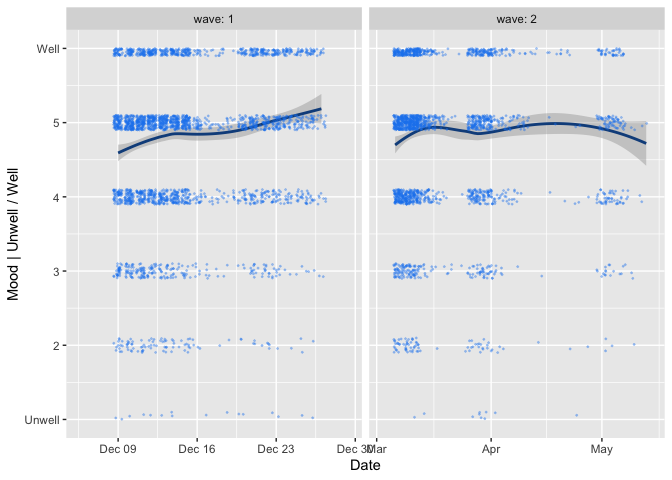 wave: 1
wave: 2
Well
5
4
3
2
Unwell
Mood | Unwell / Well
Dec 09
Dec 16
Dec 23
Dec 30
Mar
Apr
May
Date